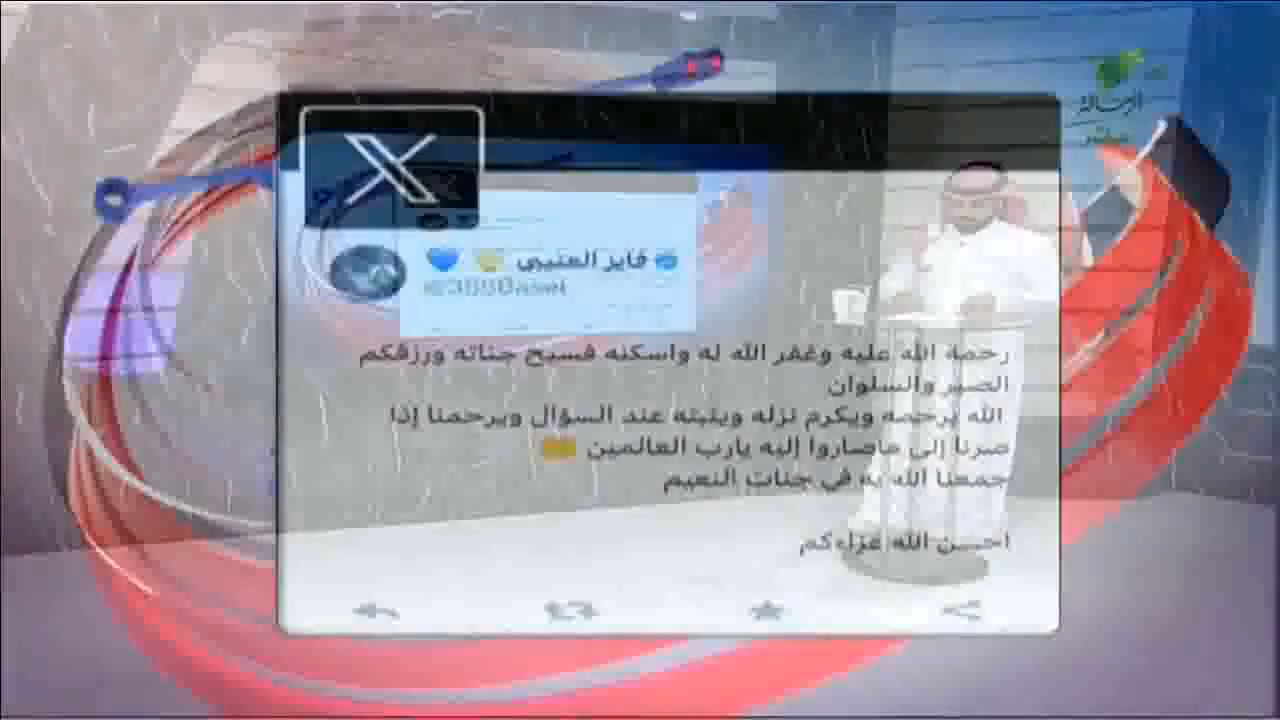 الرسالة
مباشر
X
فايز العتيبي 💛 💙
رحمة الله عليه وغفر الله له واسكنه فسيح جناته ورزقكم
الصبر والسلوان
الله يرحمه ويكرم نزله ويثبته عند السؤال ويرحمنا إذا
صرنا إلى ماصاروا إليه يارب العالمين
جمعنا الله به في جنات النعيم
احسن الله عزاءكم